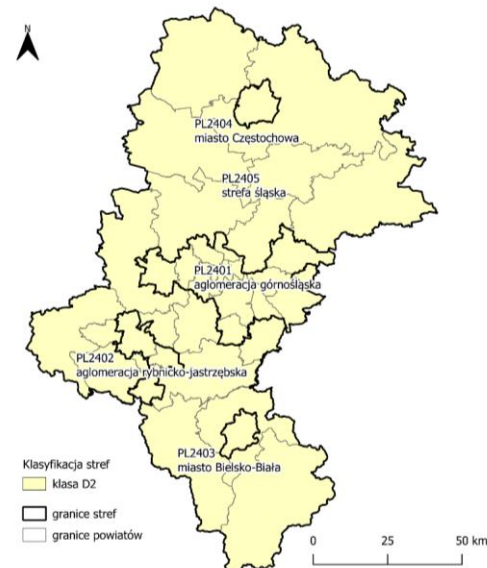 N
PL2404
miasto Częstochowa
PL2405
strefa śląska
PL2401
aglomeracja górnośląska
PL2402
aglomeracja rybnicko-jastrzębska
PL2403
miasto Bielsko-Biała
Klasyfikacja stref
klasa D2
granice stref
granice powiatów
0 25 50 km